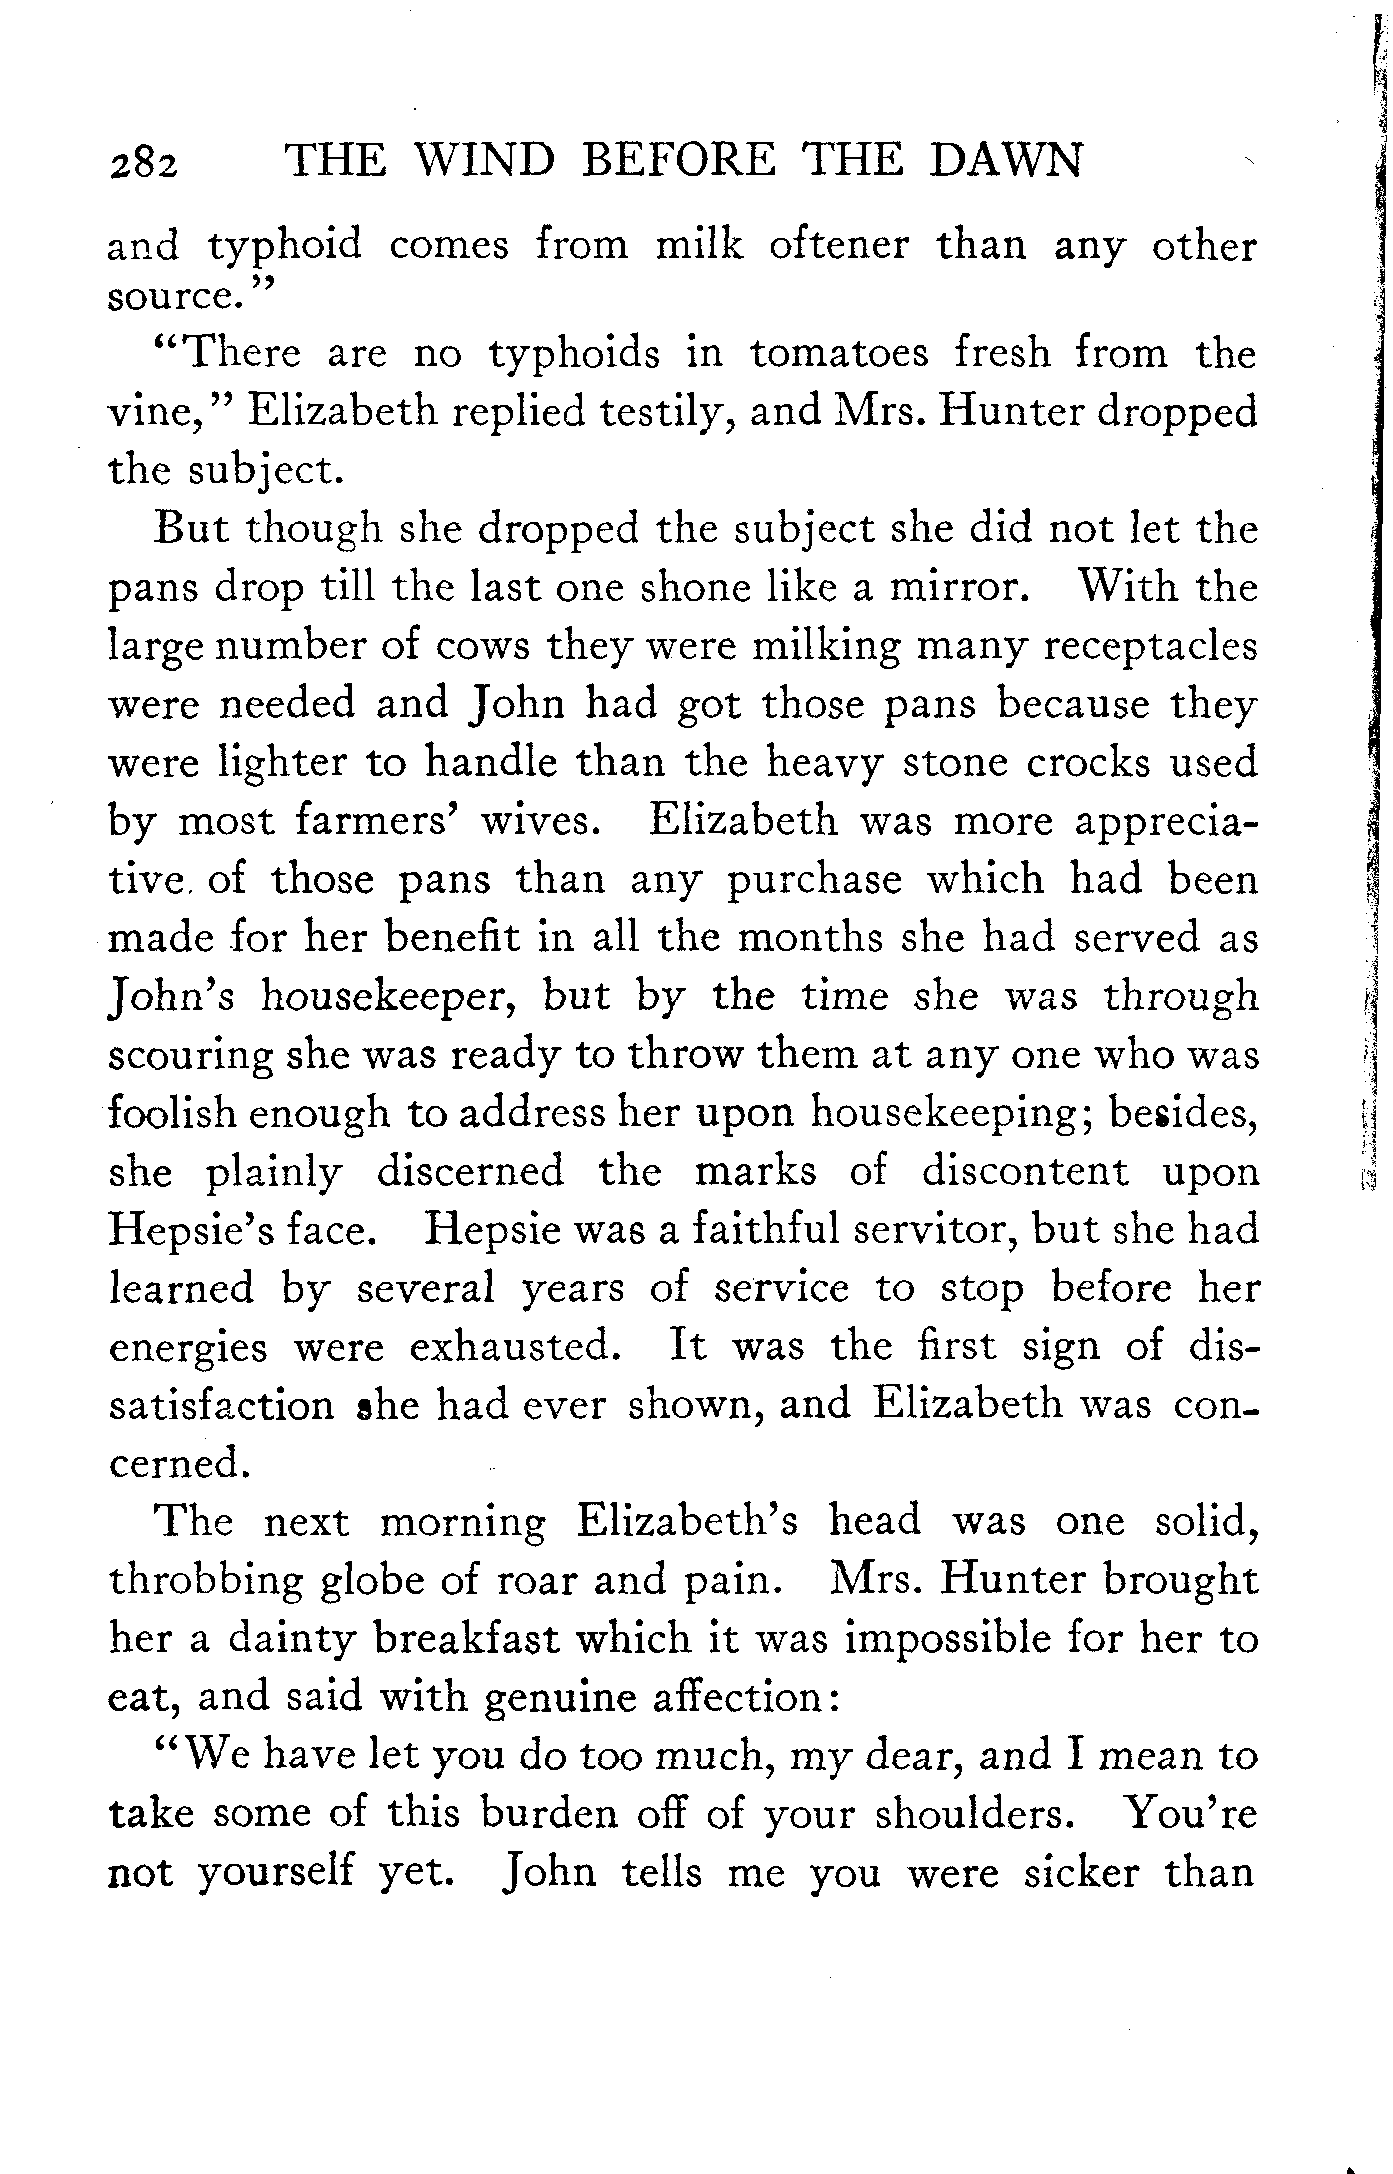 282 THE WIND BEFORE THE DAWN
and typhoid comes from milk oftener than any other
source.”
“There are no typhoids in tomatoes fresh from the
vine,” Elizabeth replied testily, and Mrs. Hunter dropped
the subject.
But though she dropped the subject she did not let the
pans drop till the last one shone like a mirror. With the
large number of cows they were milking many receptacles
were needed and John had got those pans because they
were lighter to handle than the heavy stone crocks used
by most farmers’ wives. Elizabeth was more apprecia-
tive. of those pans than any purchase which had been
made for her benefit in all the months she had served as
John’s housekeeper, but by the time she was through
scouring she was ready to throw them at any one who was
foolish enough to address her upon housekeeping; besides,
she plainly discerned the marks of discontent upon
Hepsie’s face. Hepsie was a faithful servitor, but she had
learned by several years of service to stop before her
energies were exhausted. It was the first sign of dis-
satisfaction she had ever shown, and Elizabeth was con-
cerned.
The next morning Elizabeth’s head was one solid,
throbbing globe of roar and pain. Mrs. Hunter brought
her a dainty breakfast which it was impossible for her to
eat, and said with genuine affection:
“We have let you do too much, my dear, and I mean to
take some of this burden off of your shoulders. You’re
not yourself yet. John tells me you were sicker than